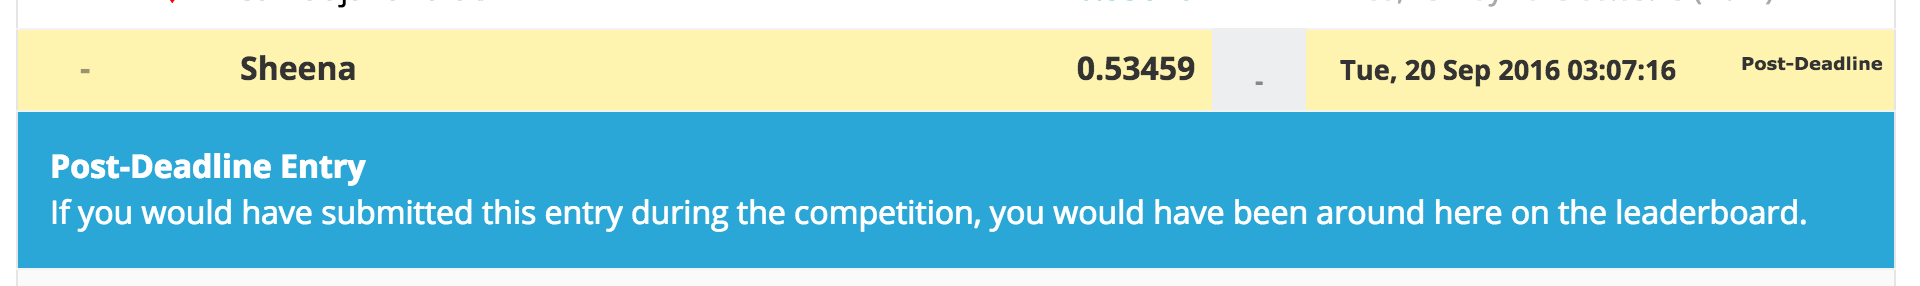 - Sheena 0.53459 - Tue, 20 Sep 2016 03:07:16 Post-Deadline
Post-Deadline Entry
If you would have submitted this entry during the competition, you would have been around here on the leaderboard.